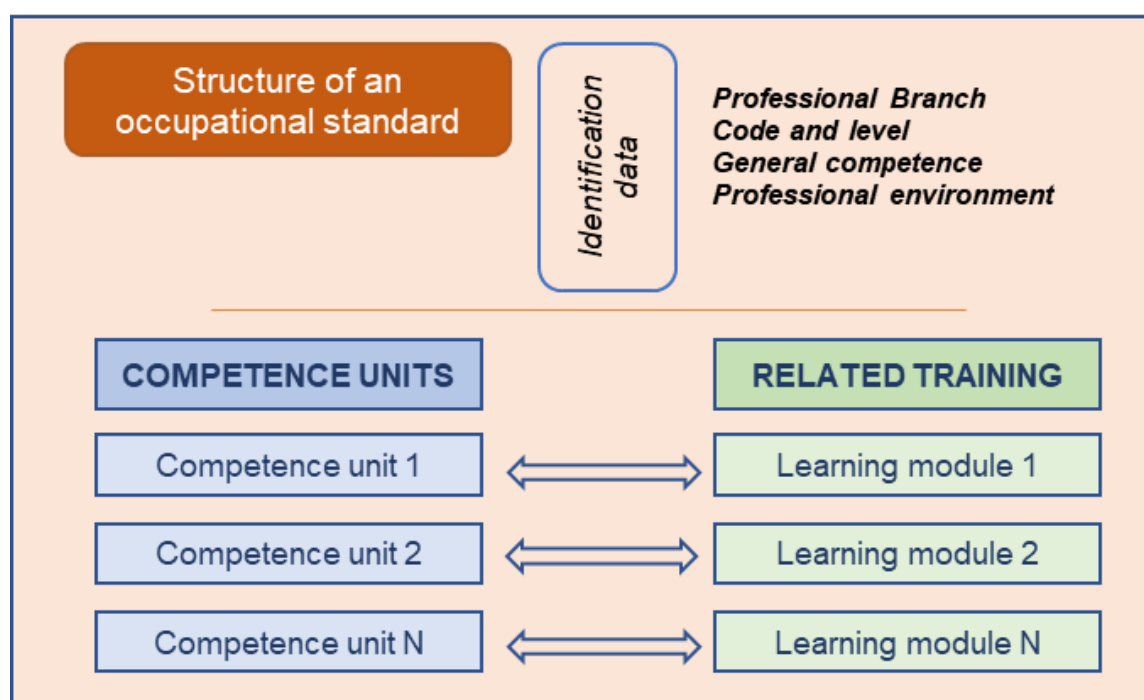 Structure of an
occupational standard
Identification
data
Professional Branch
Code and level
General competence
Professional environment
COMPETENCE UNITS
RELATED TRAINING
Competence unit 1
Learning module 1
Competence unit 2
Learning module 2
Competence unit N
Learning module N